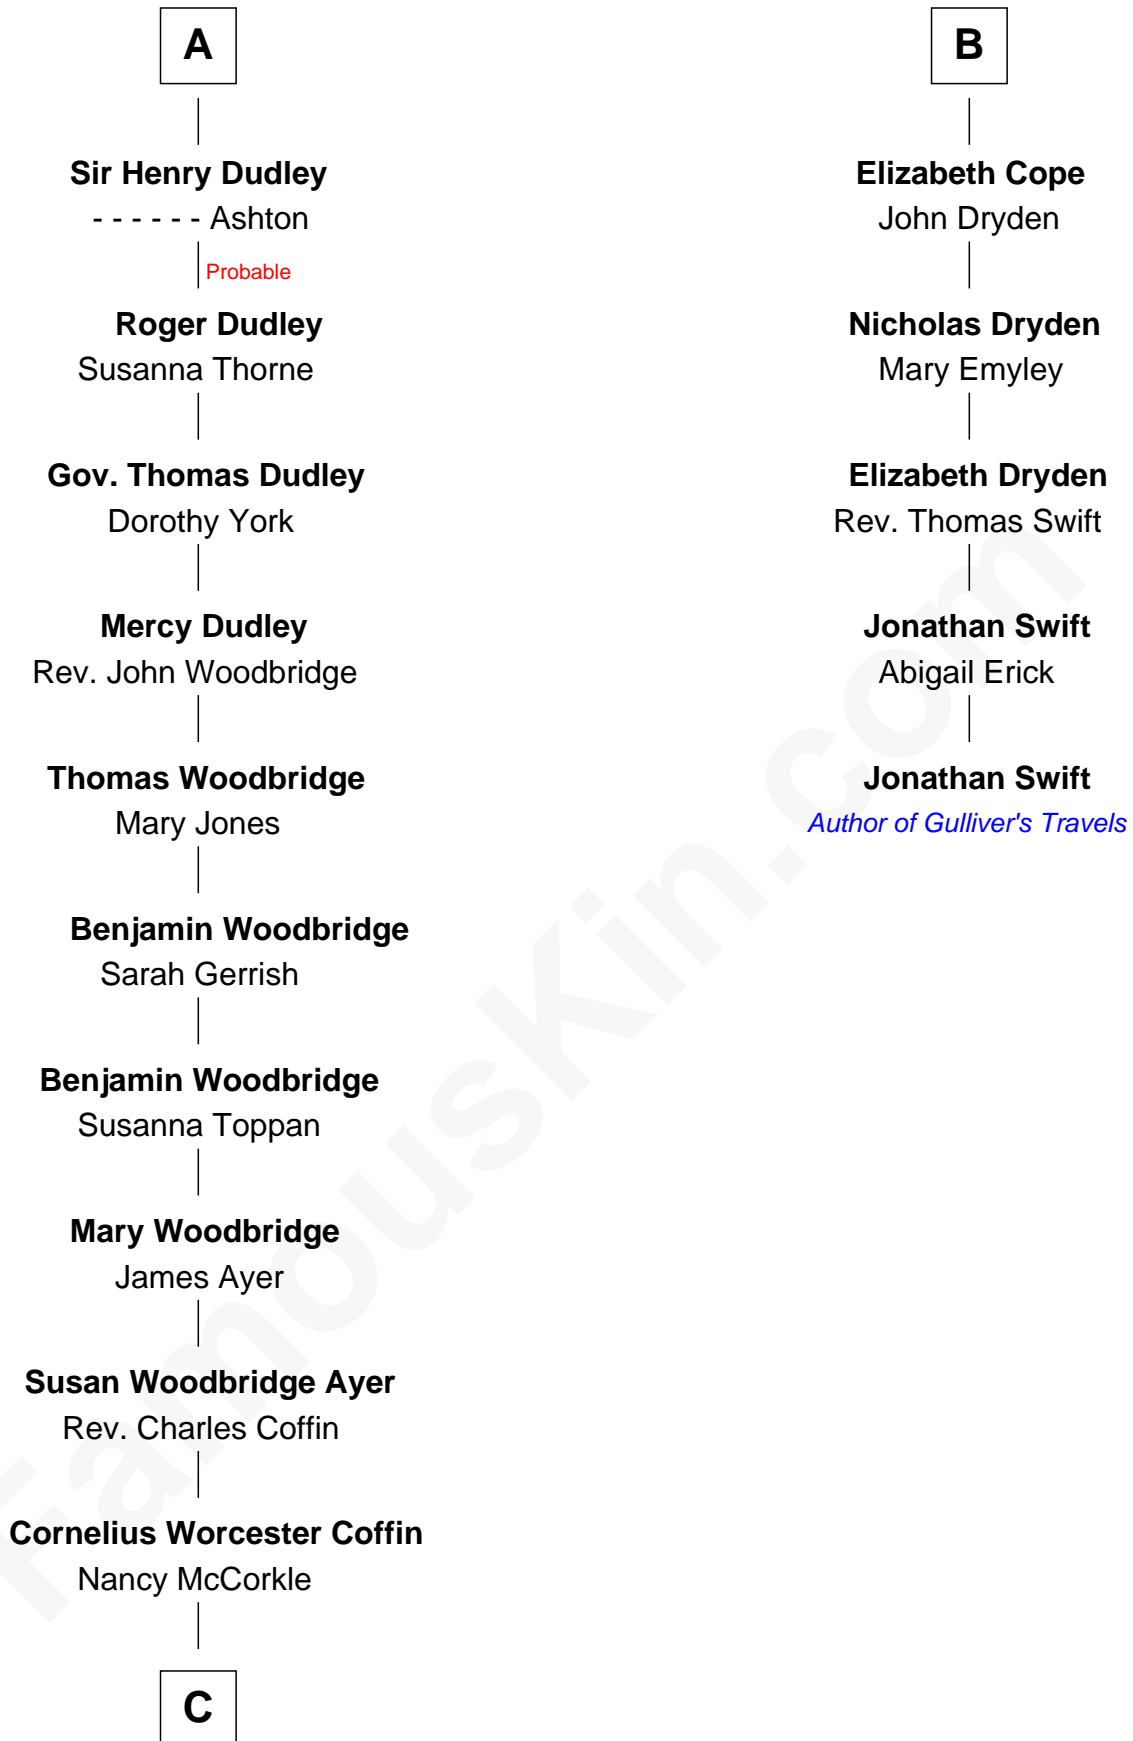 A
Sir Henry Dudley
- - - - - - Ashton
Probable
Roger Dudley
Susanna Thorne
Gov. Thomas Dudley
Dorothy York
Mercy Dudley
Rev. John Woodbridge
Thomas Woodbridge
Mary Jones
Benjamin Woodbridge
Sarah Gerrish
Benjamin Woodbridge
Susanna Toppan
Mary Woodbridge
James Ayer
Susan Woodbridge Ayer
Rev. Charles Coffin
Cornelius Worcester Coffin
Nancy McCorkle
C
B
Elizabeth Cope
John Dryden
Nicholas Dryden
Mary Emyley
Elizabeth Dryden
Rev. Thomas Swift
Jonathan Swift
Abigail Erick
Jonathan Swift
Author of Gulliver's Travels
FamousKin.com